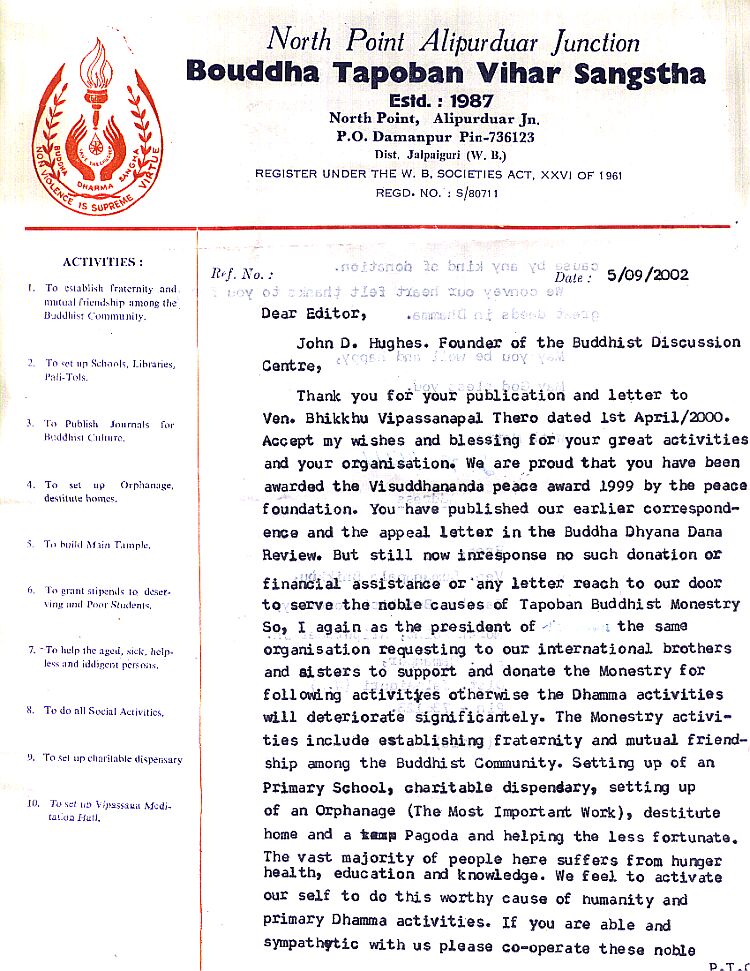 North Point Alipurduar Junction
Bouddha Tapoban Vihar Sangstha
Estd. : 1987
North Point, Alipurduar Jn.
P.O. Damanpur Pin-736123
Dist. Jalpaiguri (W. B.)
REGISTER UNDER THE W. B. SOCIETIES ACT, XXVI OF 1961
REGD. NO. : S/80711
BUDDHA DHARMA SANGHA
NON VIOLENCE IS SUPREME VIRTUE
ACTIVITIES :
1. To establish fraternity and
mutual friendship among the
Buddhist Community.
2. To set up Schools, Libraries,
Pali-Tols.
3. To Publish Journals for
Buddhist Culture.
4. To set up Orphanage,
destitute homes.
5. To build Main Tample.
6. To grant stipends to deser-
ving and Poor Students.
7. To help the aged, sick, help-
less and iddigent persons.
8. To do all Social Activities.
9. To set up charitable dispensary
10. To set up Vipassana Medi-
tation Hall.
Ref. No. :
Date : 5/09/2002
Dear Editor,
John D. Hughes. Founder of the Buddhist Discussion
Centre,
Thank you for your publication and letter to
Ven. Bhikkhu Vipassanapal Thero dated 1st April/2000.
Accept my wishes and blessing for your great activities
and your organisation. We are proud that you have been
awarded the Visuddhananda peace award 1999 by the peace
foundation. You have published our earlier correspond-
ence and the appeal letter in the Buddha Dhyana Dana
Review. But still now inresponse no such donation or
financial assistance or any letter reach to our door
to serve the noble causes of Tapoban Buddhist Monestry
So, I again as the president of the same
organisation requesting to our international brothers
and sisters to support and donate the Monestry for
following activityes otherwise the Dhamma activities
will deteriorate significantely. The Monestry activi-
ties include establishing fraternity and mutual friend-
ship among the Buddhist Community. Setting up of an
Primary School, charitable dispendary, setting up
of an Orphanage (The Most Important Work), destitute
home and a Pagoda and helping the less fortunate.
The vast majority of people here suffers from hunger
health, education and knowledge. We feel to activate
our self to do this worthy cause of humanity and
primary Dhamma activities. If you are able and
sympathytic with us please co-operate these noble
P.T.O